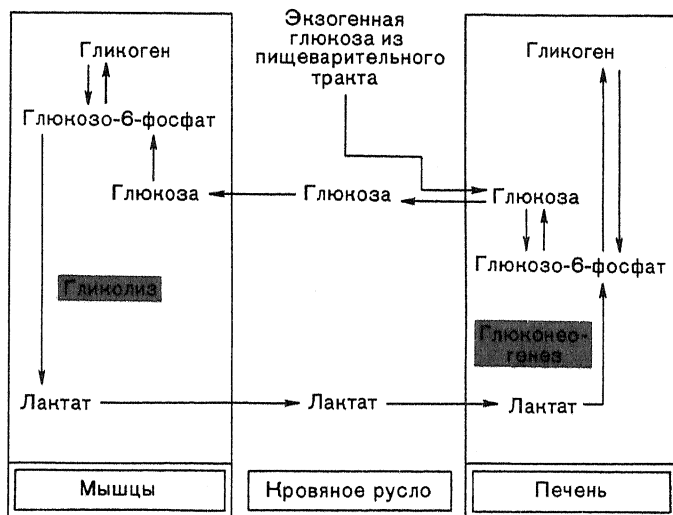 Экзогенная
глюкоза из
пищеварительного
тракта
Гликоген
Глюкозо-6-фосфат
Глюкоза
Гликолиз
Лактат
Глюкоза
Лактат
Гликоген
Глюкоза
Глюкозо-6-фосфат
Глюконео-
генез
Лактат
Мышцы
Кровяное русло
Печень